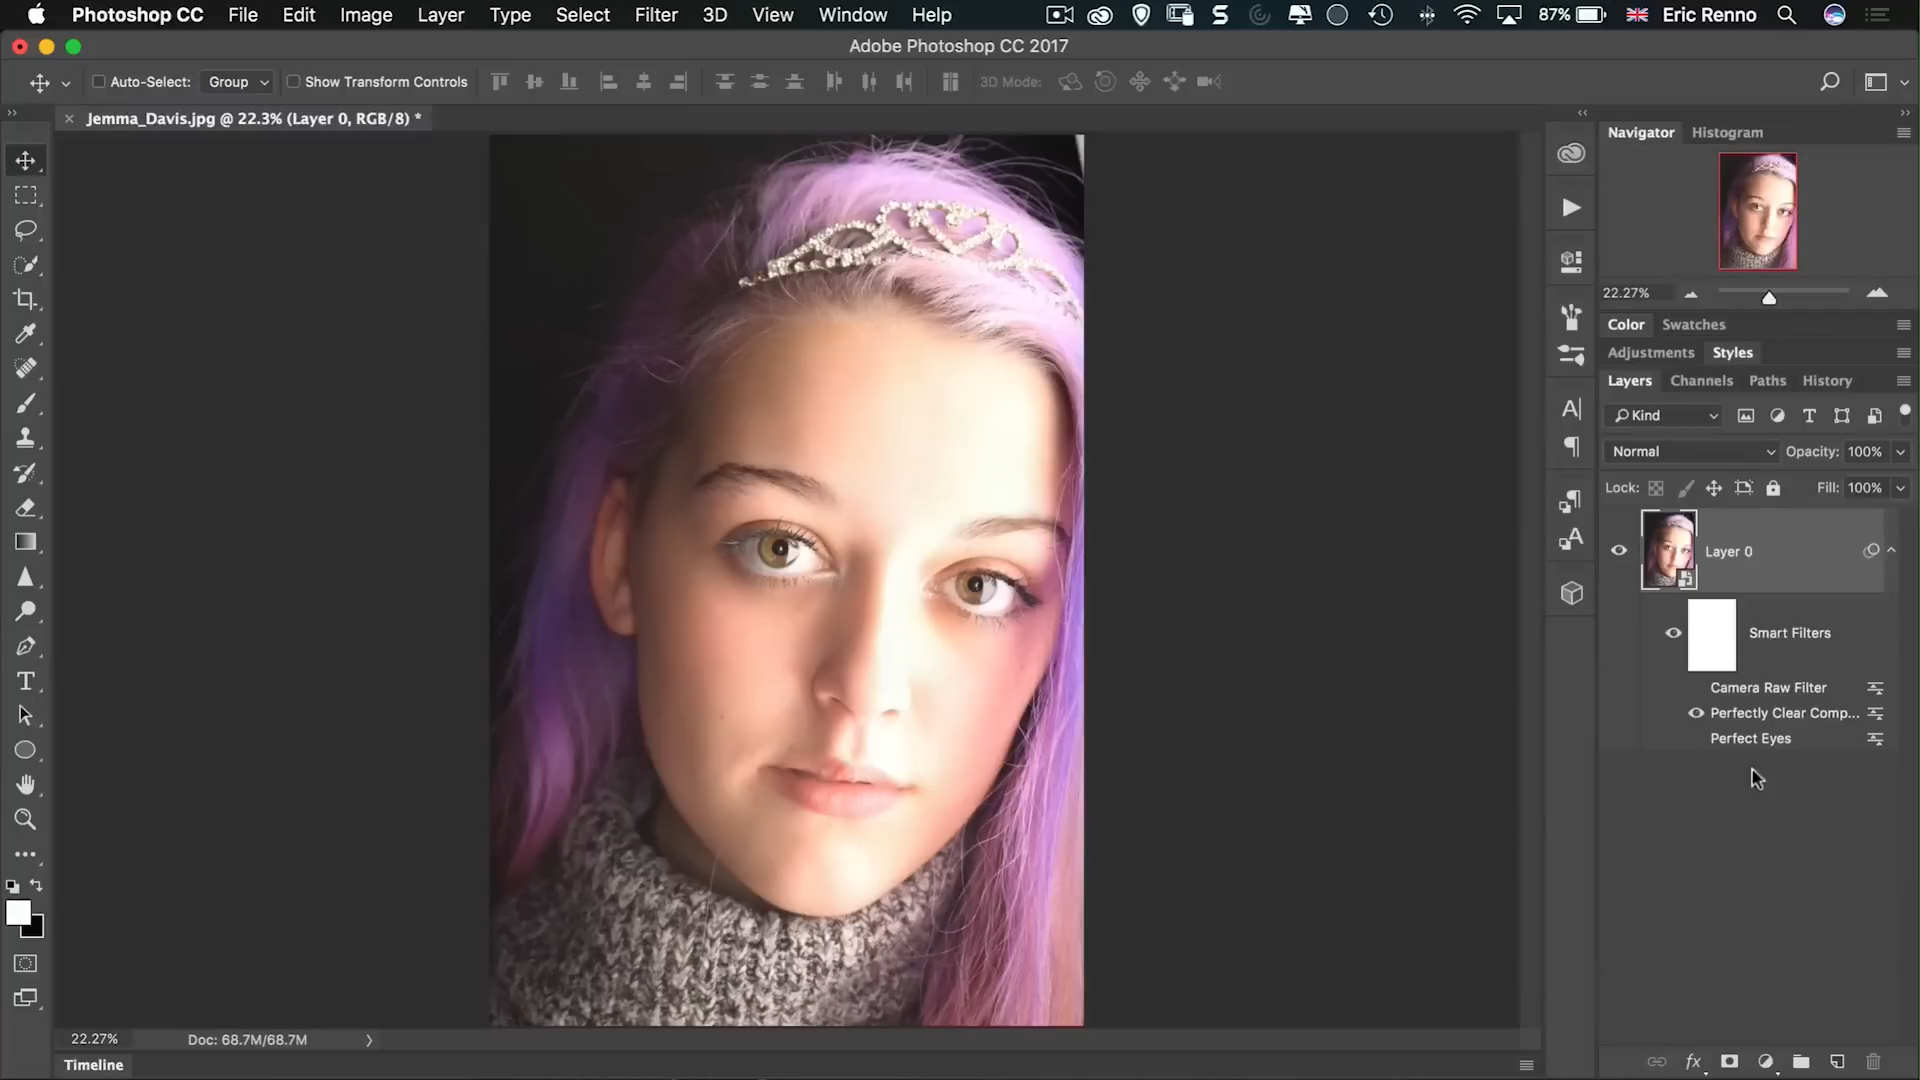 Photoshop CC File Edit Image Layer Type Select Filter 3D View Window Help 87% Eric Renno
Adobe Photoshop CC 2017
Auto-Select: Group Show Transform Controls 3D Mode:
Jemma_Davis.jpg @ 22.3% (Layer 0, RGB/8) *
Navigator Histogram
22.27%
Color Swatches
Adjustments Styles
Layers Channels Paths History
Kind
Normal Opacity: 100%
Lock: Fill: 100%
Layer 0
Smart Filters
Camera Raw Filter
Perfectly Clear Comp...
Perfect Eyes
22.27% Doc: 68.7M/68.7M
Timeline